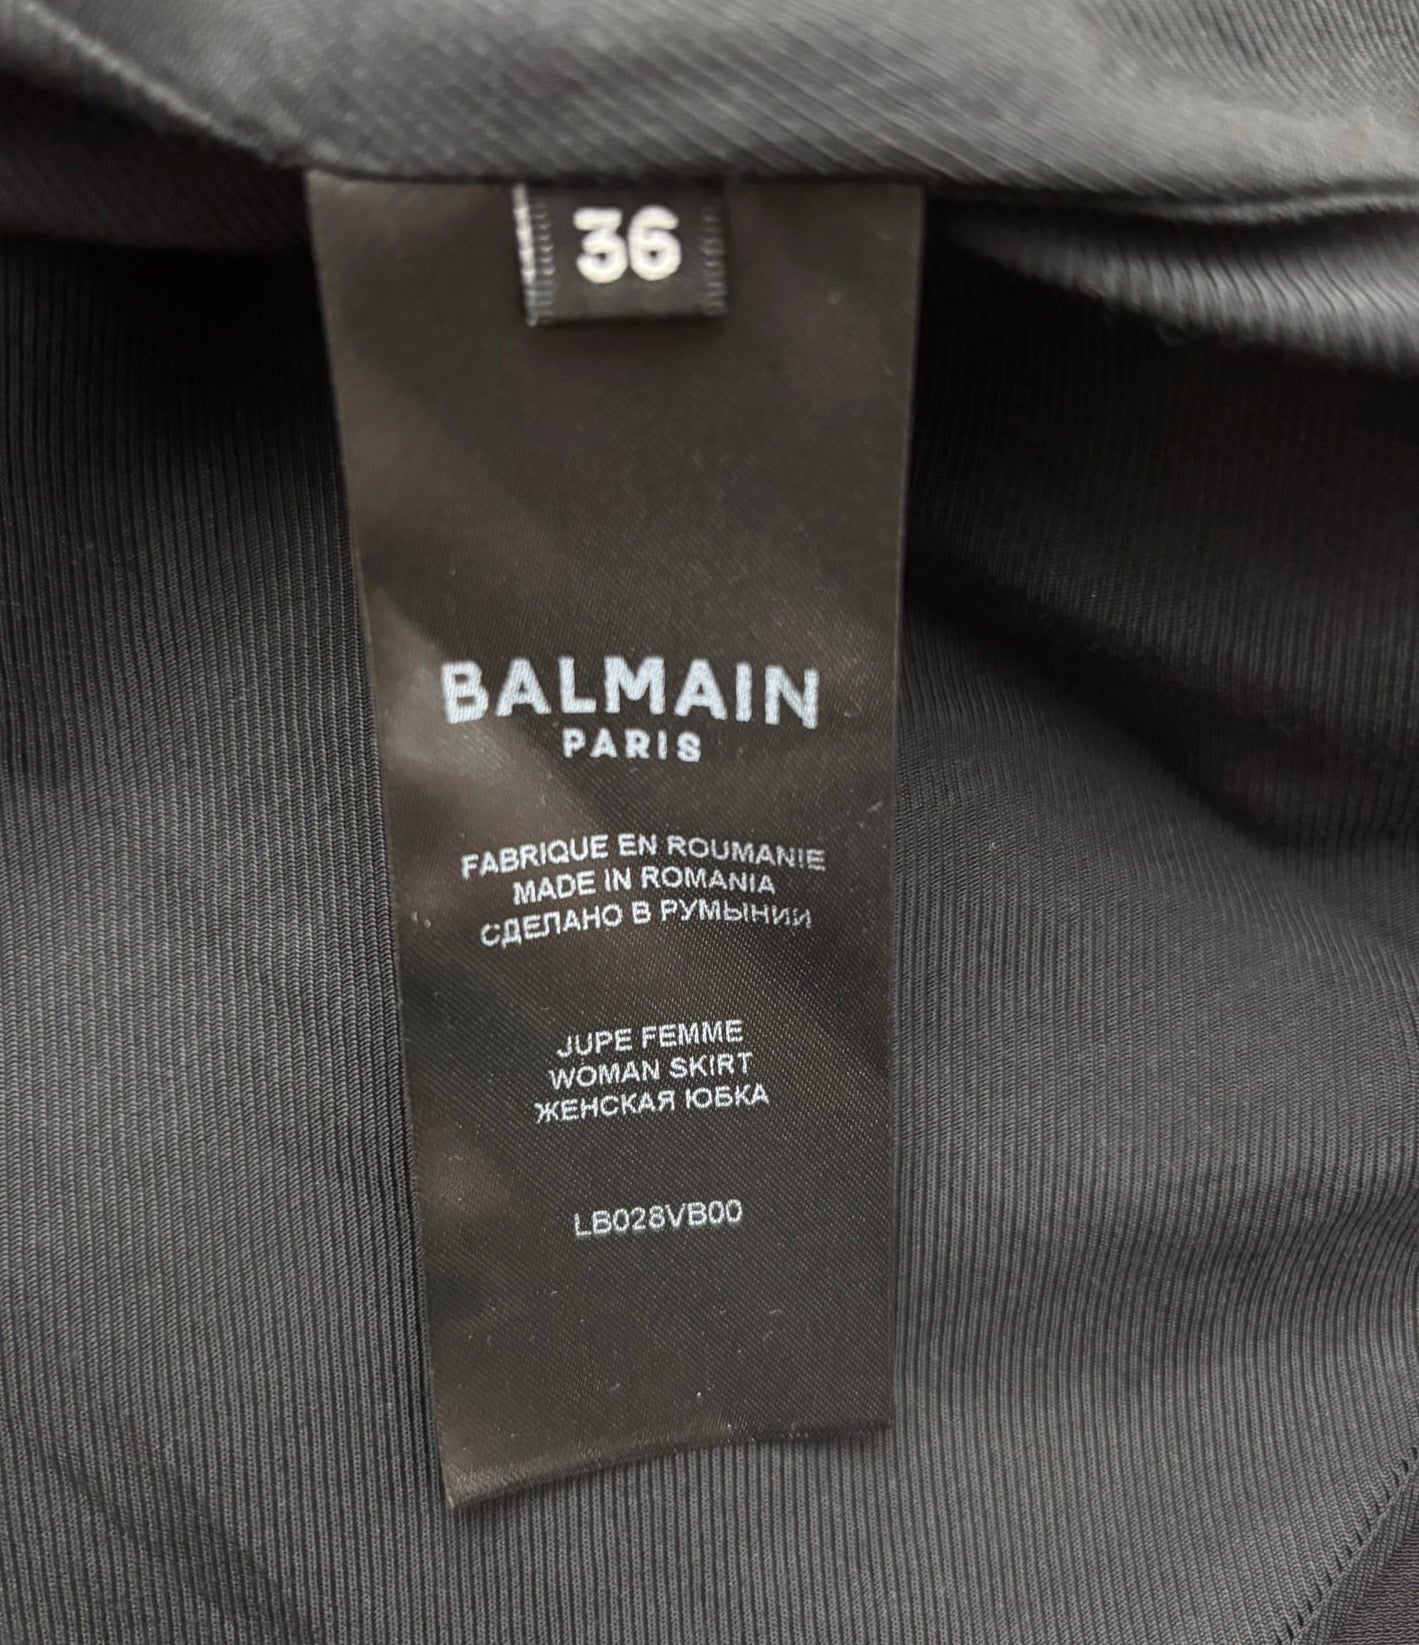 36
BALMAIN
PARIS
FABRIQUE EN ROUMANIE
MADE IN ROMANIA
СДЕЛАНО В РУМЫНИИ
JUPE FEMME
WOMAN SKIRT
ЖЕНСКАЯ ЮБКА
LB028VB00